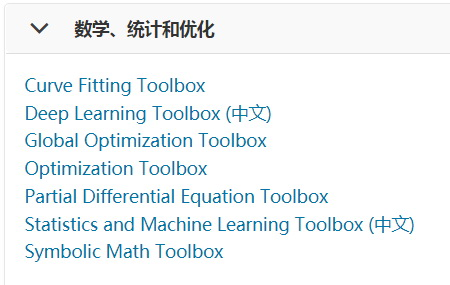 数学、统计和优化
Curve Fitting Toolbox
Deep Learning Toolbox (中文)
Global Optimization Toolbox
Optimization Toolbox
Partial Differential Equation Toolbox
Statistics and Machine Learning Toolbox (中文)
Symbolic Math Toolbox